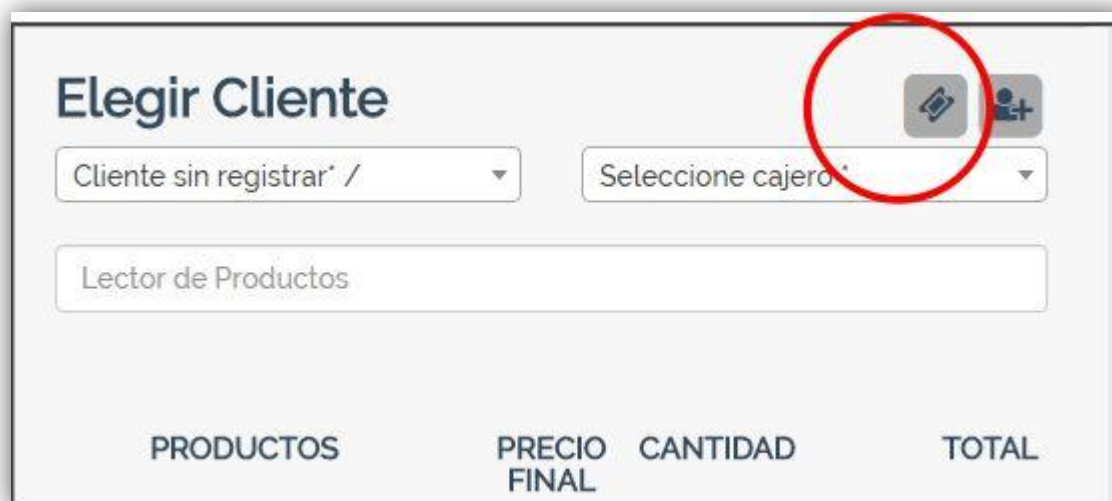 Elegir Cliente
Cliente sin registrar* /
Seleccione cajero *
Lector de Productos
PRODUCTOS PRECIO FINAL CANTIDAD TOTAL